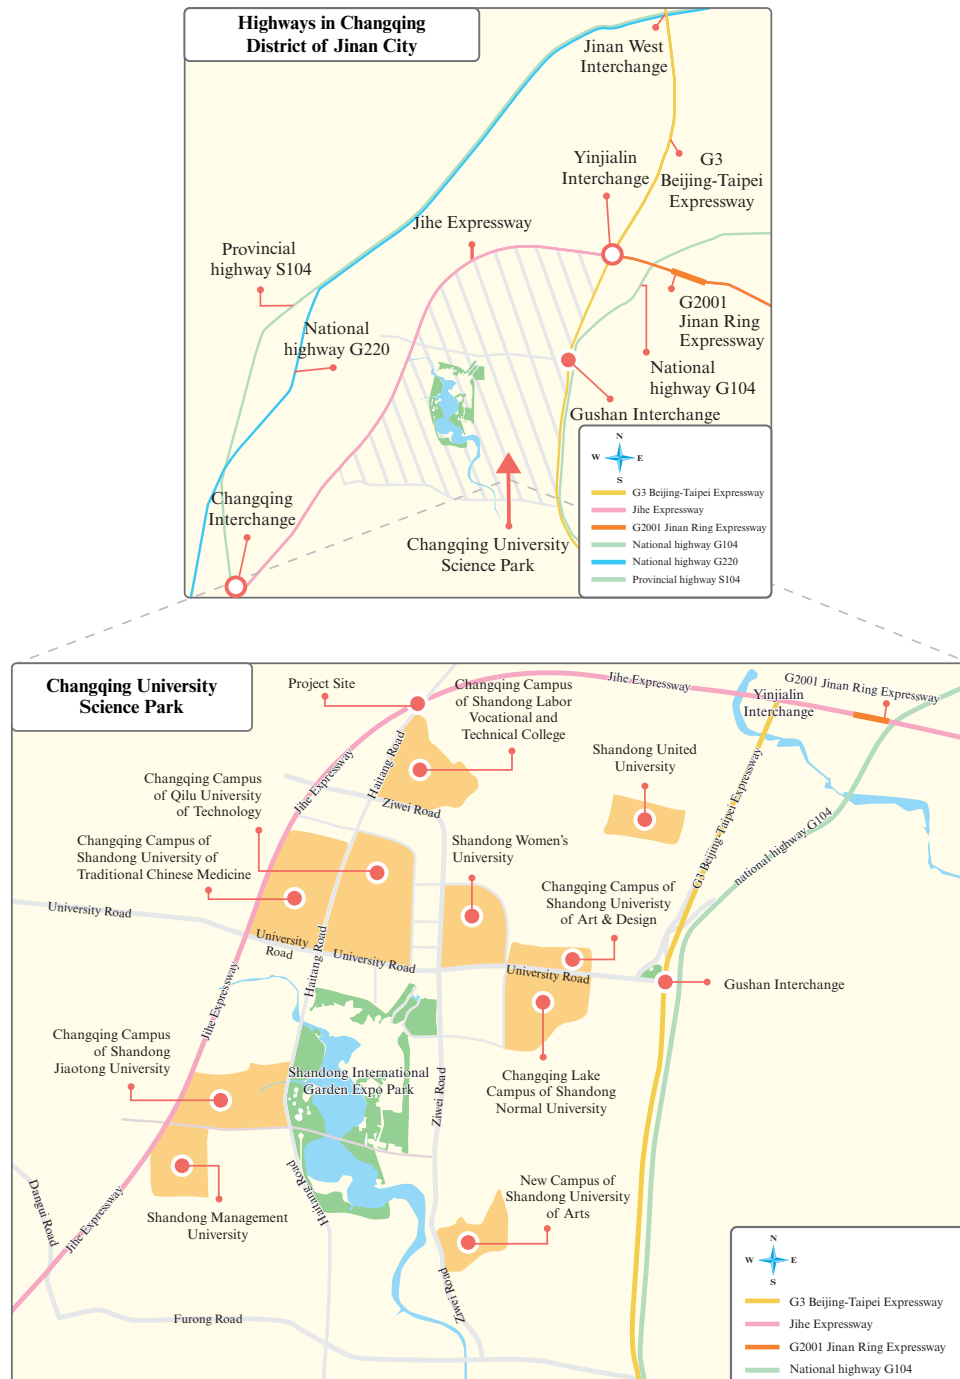 Highways in Changqing
District of Jinan City
Jinan West
Interchange
Yinjialin
Interchange
G3
Beijing-Taipei
Expressway
Jihe Expressway
Provincial
highway S104
National
highway G220
G2001
Jinan Ring
Expressway
National
highway G104
Gushan Interchange
Changqing
Interchange
Changqing University
Science Park
N
W
E
S
G3 Beijing-Taipei Expressway
Jihe Expressway
G2001 Jinan Ring Expressway
National highway G104
National highway G220
Provincial highway S104
Changqing University
Science Park
Project Site
Changqing Campus
of Shandong Labor
Vocational and
Technical College
Jihe Expressway
Yinjialin
Interchange
G2001 Jinan Ring Expressway
Shandong United
University
Haitang Road
Jihe Expressway
Ziwei Road
Changqing Campus
of Qilu University
of Technology
Changqing Campus of
Shandong University of
Traditional Chinese Medicine
Shandong Women's
University
G3 Beijing-Taipei Expressway
national highway G104
Changqing Campus of
Shandong Univeristy
of Art & Design
University Road
University
Road
Haitang Road
University Road
University Road
Gushan Interchange
Jihe Expressway
Changqing Campus
of Shandong
Jiaotong University
Shandong International
Garden Expo Park
Ziwei Road
Changqing Lake
Campus of Shandong
Normal University
Dangui Road
Jihe Expressway
Shandong Management
University
Haitang Road
New Campus of
Shandong University
of Arts
Ziwei Road
Furong Road
N
W
E
S
G3 Beijing-Taipei Expressway
Jihe Expressway
G2001 Jinan Ring Expressway
National highway G104